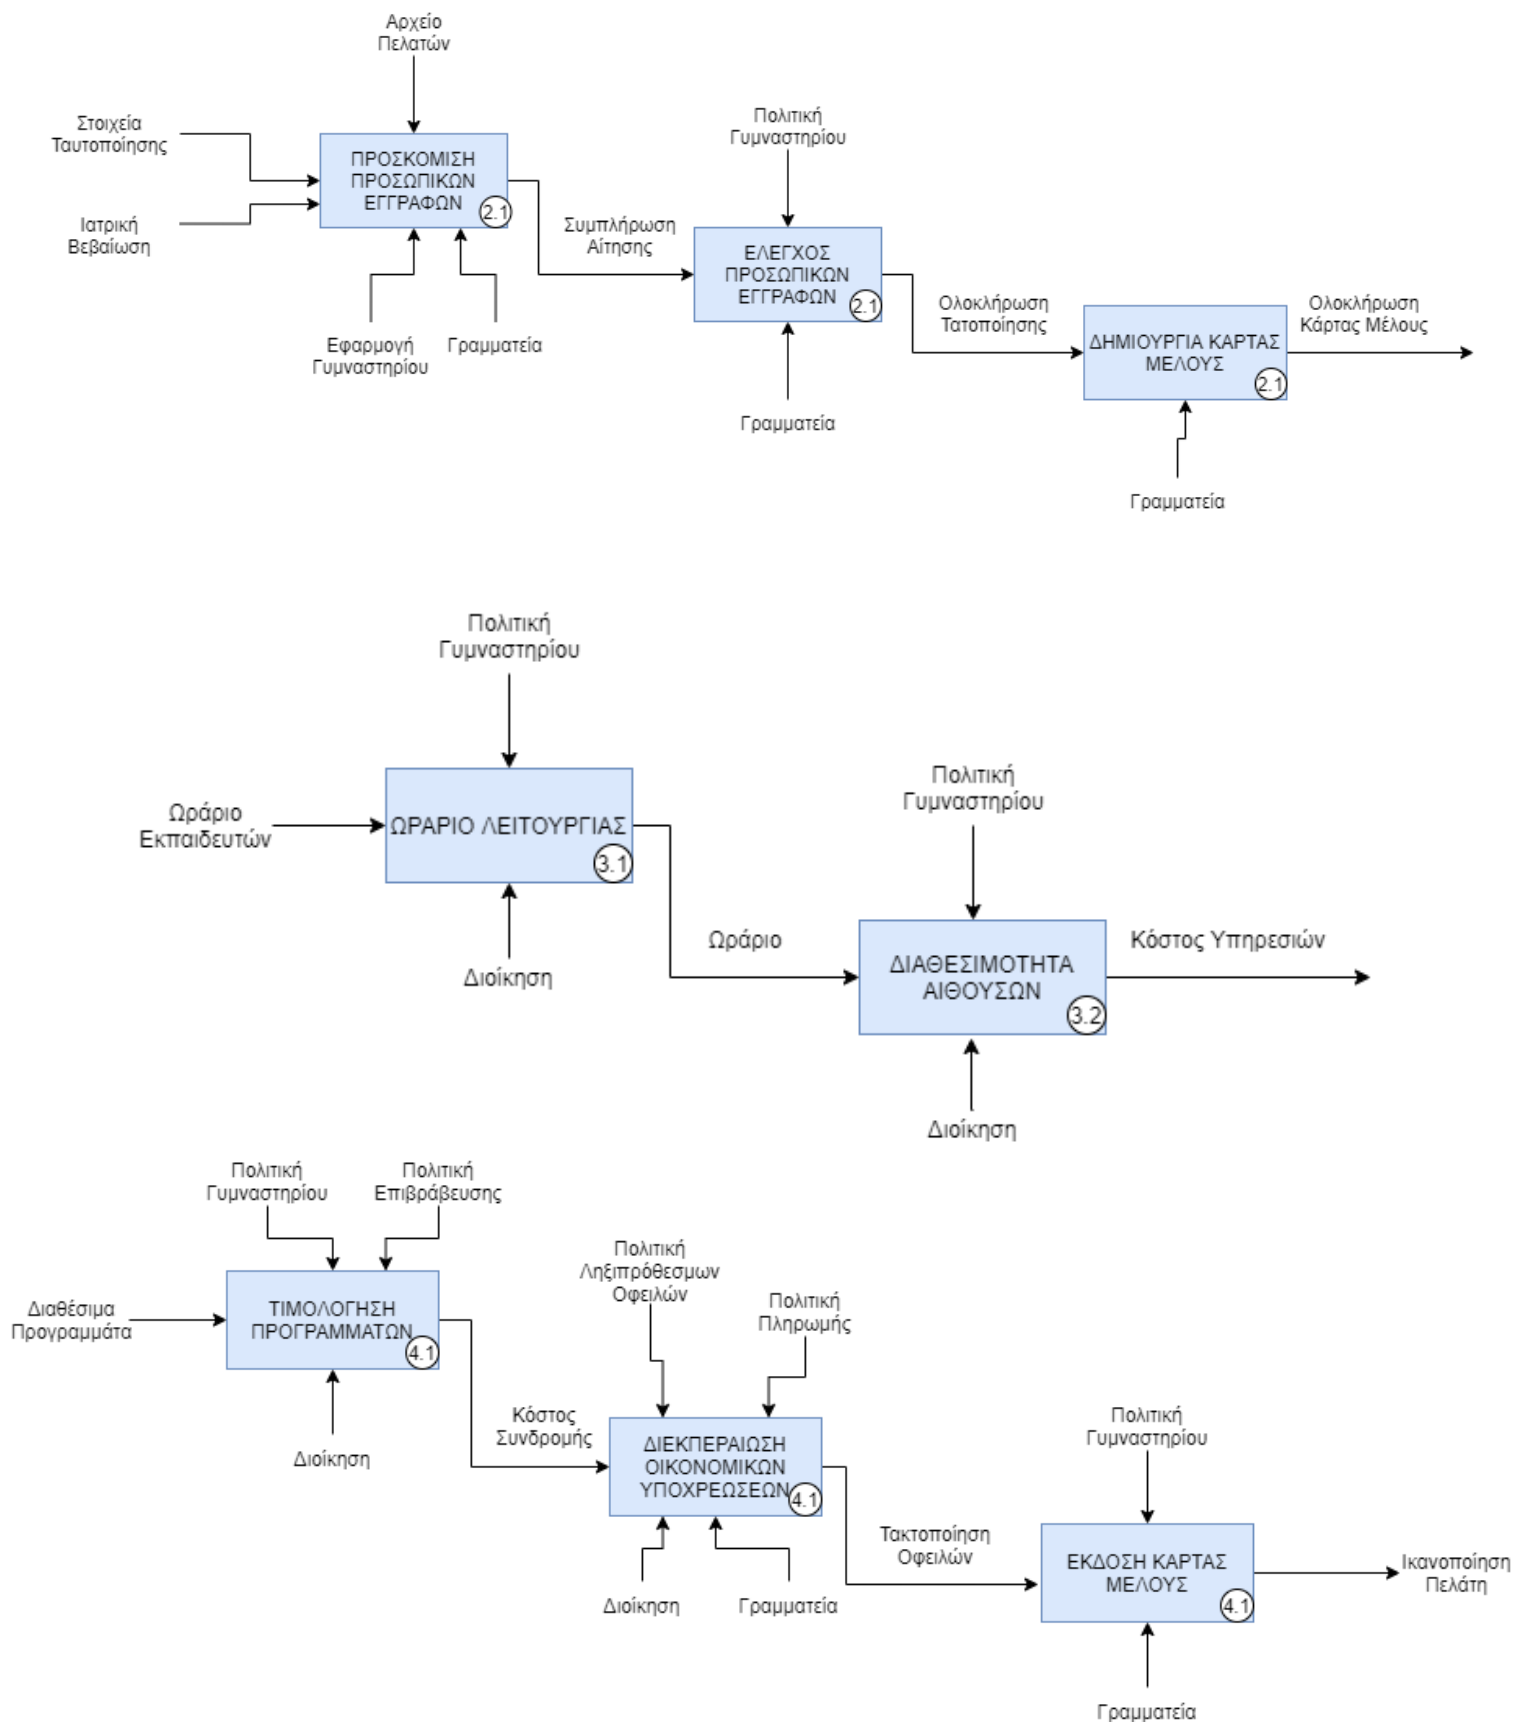 Αρχείο
Πελατών
Στοιχεία
Ταυτοποίησης
Ιατρική
Βεβαίωση
ΠΡΟΣΚΟΜΙΣΗ
ΠΡΟΣΩΠΙΚΩΝ
ΕΓΓΡΑΦΩΝ
2.1
Εφαρμογή
Γυμναστηρίου
Γραμματεία
Συμπλήρωση
Αίτησης
Πολιτική
Γυμναστηρίου
ΕΛΕΓΧΟΣ
ΠΡΟΣΩΠΙΚΩΝ
ΕΓΓΡΑΦΩΝ
2.1
Γραμματεία
Ολοκλήρωση
Τατοποίησης
ΔΗΜΙΟΥΡΓΙΑ ΚΑΡΤΑΣ
ΜΕΛΟΥΣ
2.1
Γραμματεία
Ολοκλήρωση
Κάρτας Μέλους
Πολιτική
Γυμναστηρίου
Ωράριο
Εκπαιδευτών
ΩΡΑΡΙΟ ΛΕΙΤΟΥΡΓΙΑΣ
3.1
Διοίκηση
Ωράριο
Πολιτική
Γυμναστηρίου
ΔΙΑΘΕΣΙΜΟΤΗΤΑ
ΑΙΘΟΥΣΩΝ
3.2
Διοίκηση
Κόστος Υπηρεσιών
Πολιτική
Γυμναστηρίου
Πολιτική
Επιβράβευσης
Διαθέσιμα
Προγραμμάτα
ΤΙΜΟΛΟΓΗΣΗ
ΠΡΟΓΡΑΜΜΑΤΩΝ
4.1
Διοίκηση
Κόστος
Συνδρομής
Πολιτική
Ληξιπρόθεσμων
Οφειλών
Πολιτική
Πληρωμής
ΔΙΕΚΠΕΡΑΙΩΣΗ
ΟΙΚΟΝΟΜΙΚΩΝ
ΥΠΟΧΡΕΩΣΕΩΝ
4.1
Διοίκηση
Γραμματεία
Τακτοποίηση
Οφειλών
Πολιτική
Γυμναστηρίου
ΕΚΔΟΣΗ ΚΑΡΤΑΣ
ΜΕΛΟΥΣ
4.1
Γραμματεία
Ικανοποίηση
Πελάτη